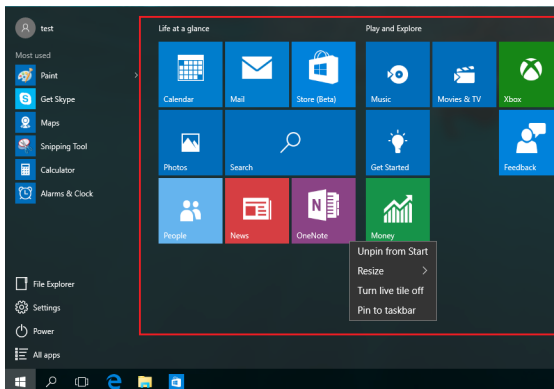 test
Most used
Paint
Get Skype
Maps
Snipping Tool
Calculator
Alarms & Clock
File Explorer
Settings
Power
All apps
Life at a glance
Calendar
Mail
Store (Beta)
Photos
Search
People
News
OneNote
Play and Explore
Music
Movies & TV
Xbox
Get Started
Feedback
Money
Unpin from Start
Resize
Turn live tile off
Pin to taskbar